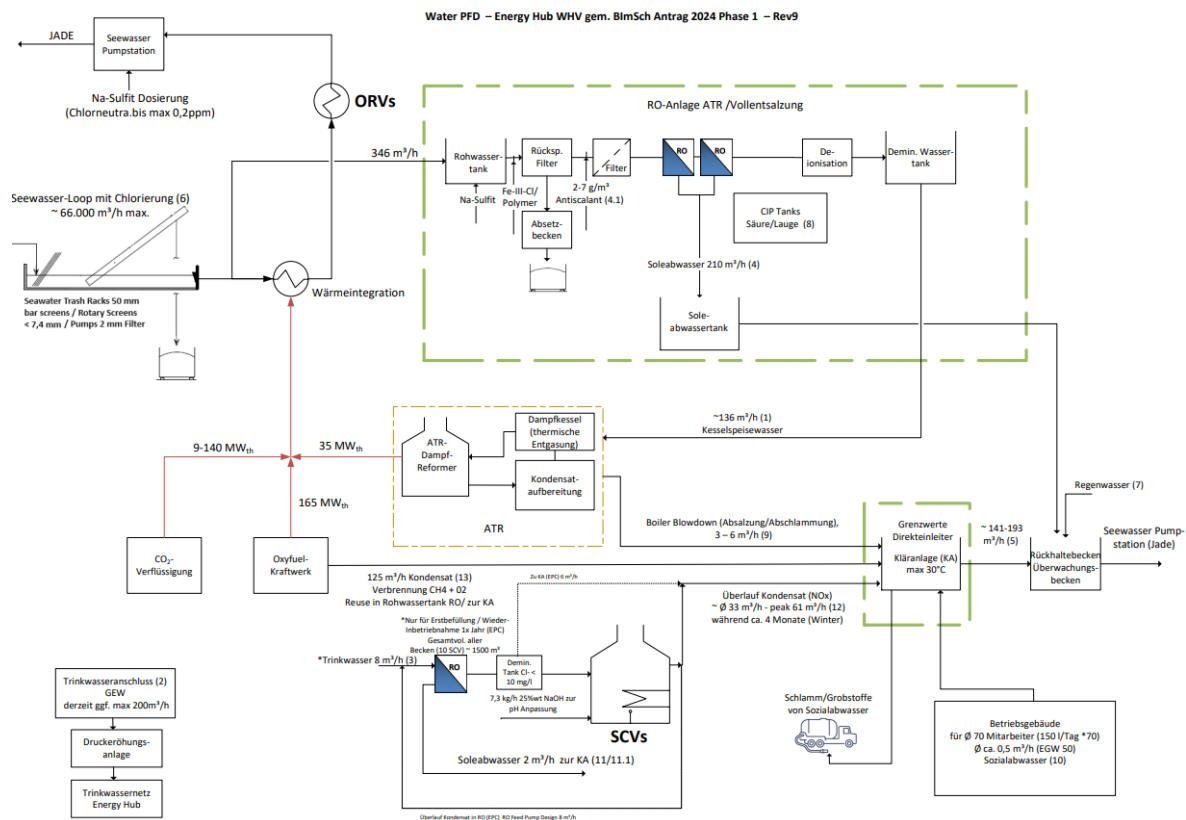 Water PFD – Energy Hub WHV gem. BImSch Antrag 2024 Phase 1 – Rev9
JADE
Seewasser
Pumpstation
Na-Sulfit Dosierung
(Chlorneutra.bis max 0,2ppm)
ORVs
346 m³/h
Seewasser-Loop mit Chlorierung (6)
~ 66.000 m³/h max.
Seawater Trash Racks 50 mm
bar screens / Rotary Screens
< 7,4 mm / Pumps 2 mm Filter
Wärmeintegration
RO-Anlage ATR /Vollentsalzung
Rohwasser-
tank
Na-Sulfit
Fe-III-Cl/
Polymer
Rücksp.
Filter
Absetz-
becken
2-7 g/m³
Antiscalant (4.1)
Filter
RO
RO
De-
ionisation
Demin. Wasser-
tank
CIP Tanks
Säure/Lauge (8)
Soleabwasser 210 m³/h (4)
Sole-
abwassertank
~136 m³/h (1)
Kesselspeisewasser
9-140 MWth
35 MWth
165 MWth
ATR-
Dampf-
Reformer
Dampfkessel
(thermische
Entgasung)
Kondensat-
aufbereitung
ATR
CO2-
Verflüssigung
Oxyfuel-
Kraftwerk
Boiler Blowdown (Absalzung/Abschlammung),
3 – 6 m³/h (9)
125 m³/h Kondensat (13)
Verbrennung CH4 + 02
Reuse in Rohwassertank RO/ zur KA
Zu KA (EPC) 6 m³/h
Überlauf Kondensat (NOx)
~ Ø 33 m³/h - peak 61 m³/h (12)
während ca. 4 Monate (Winter)
Grenzwerte
Direkteinleiter
Kläranlage (KA)
max 30°C
~ 141-193
m³/h (5)
Regenwasser (7)
Rückhaltebecken
Überwachungs-
becken
Seewasser Pump-
station (Jade)
*Nur für Erstbefüllung / Wieder-
Inbetriebnahme 1x Jahr (EPC)
Gesamtvol. aller
Becken (10 SCV) ~ 1500 m³
*Trinkwasser 8 m³/h (3)
RO
Demin.
Tank Cl- <
10 mg/l
7,3 kg/h 25%wt NaOH zur
pH Anpassung
SCVs
Soleabwasser 2 m³/h zur KA (11/11.1)
Überlauf Kondensat in RO (EPC) RO Feed Pump Design 8 m³/h
Schlamm/Grobstoffe
von Sozialabwasser
Betriebsgebäude
für Ø 70 Mitarbeiter (150 l/Tag *70)
Ø ca. 0,5 m³/h (EGW 50)
Sozialabwasser (10)
Trinkwasseranschluss (2)
GEW
derzeit ggf. max 200m³/h
Druckeröhungs-
anlage
Trinkwassernetz
Energy Hub